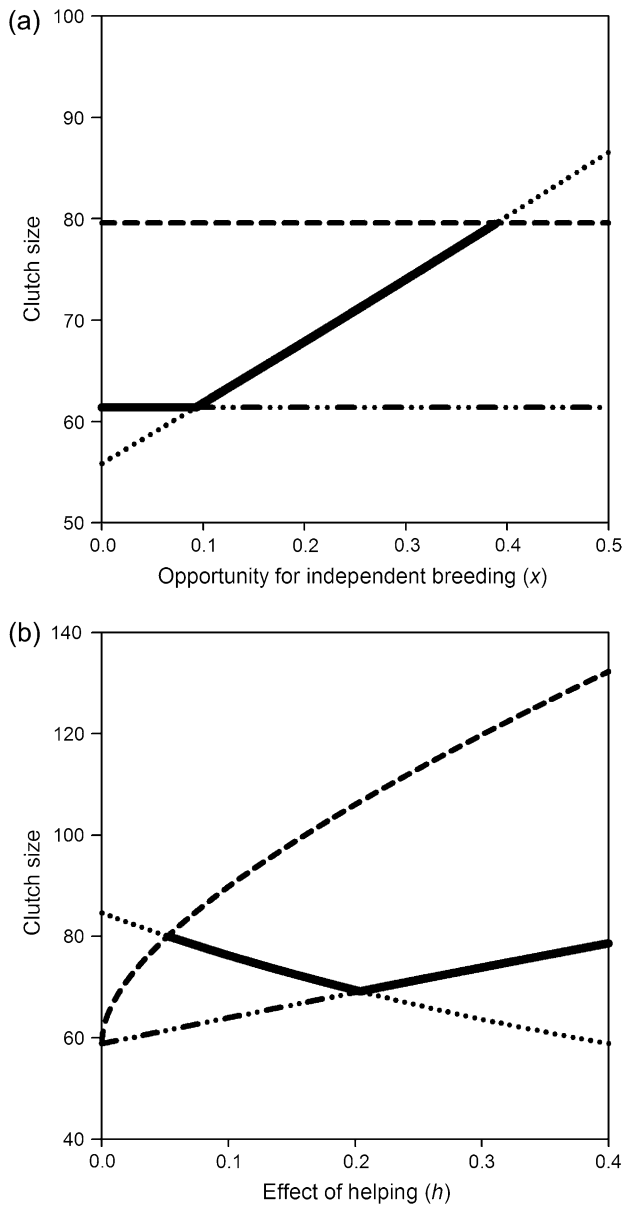 (a)
100
90
80
70
60
50
Clutch size
0.0 0.1 0.2 0.3 0.4 0.5
Opportunity for independent breeding (x)
(b)
140
120
100
80
60
40
Clutch size
0.0 0.1 0.2 0.3 0.4
Effect of helping (h)